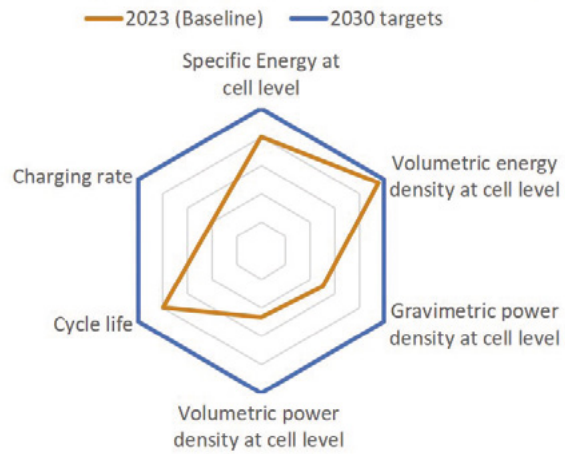 2023 (Baseline) 2030 targets
Specific Energy at
cell level
Charging rate
Volumetric energy
density at cell level
Cycle life
Gravimetric power
density at cell level
Volumetric power
density at cell level